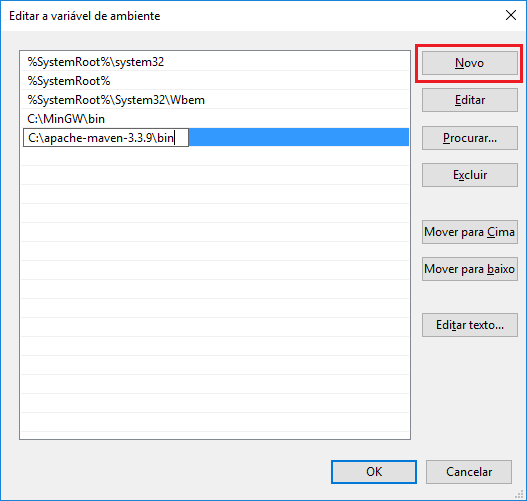 Editar a variável de ambiente
%SystemRoot%\system32
%SystemRoot%
%SystemRoot%\System32\Wbem
C:\MinGW\bin
C:\apache-maven-3.3.9\bin
Novo
Editar
Procurar...
Excluir
Mover para Cima
Mover para baixo
Editar texto...
OK
Cancelar